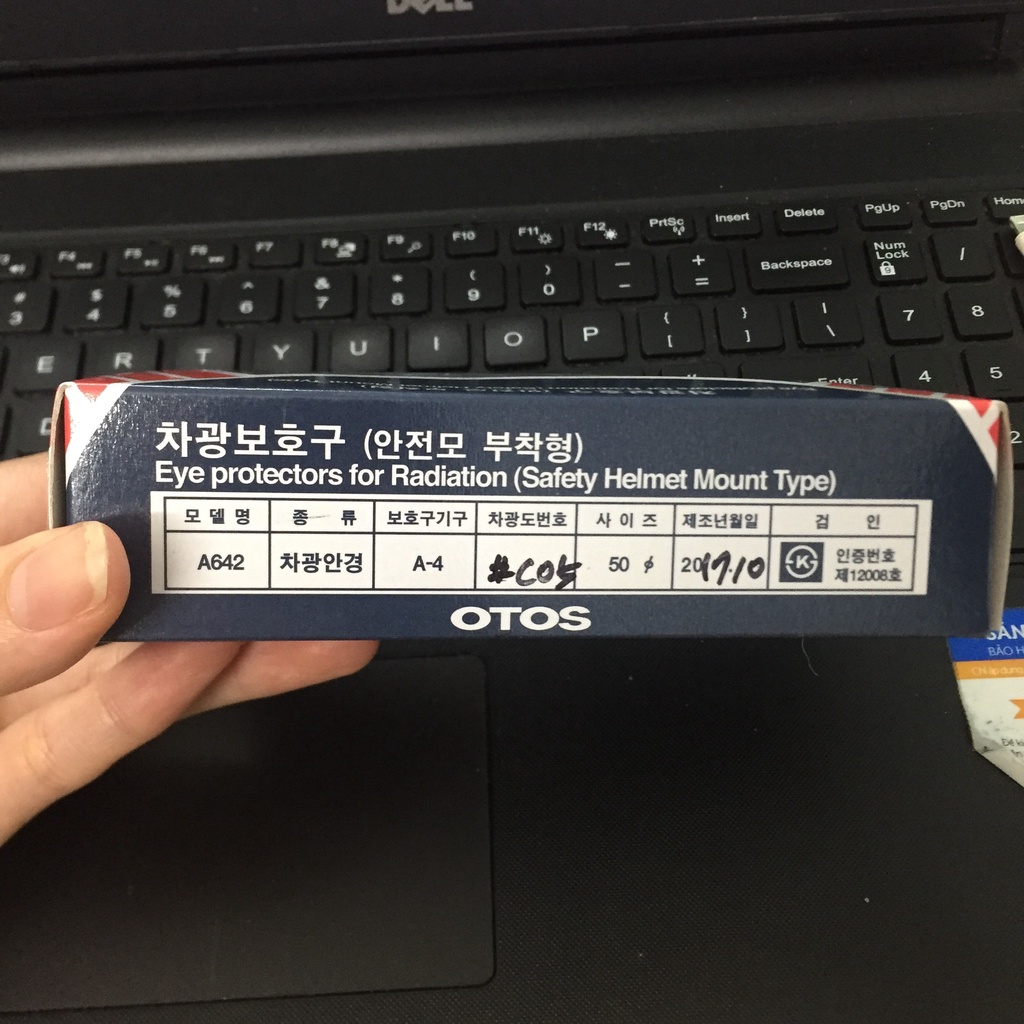 DELL
PrtSc Insert Delete PgUp PgDn Home
F7 F8 F9 F10 F11 F12
# $ % ^ & * ( ) _ + Backspace Num Lock /
3 4 5 6 7 8 9 0 - = 7 8
E R T Y U I O P { [ } ] | \
Enter 4 5
차광보호구 (안전모 부착형)
Eye protectors for Radiation (Safety Helmet Mount Type)
모델명 종류 보호구기구 차광도번호 사이즈 제조년월일 검인
A642 차광안경 A-4 #C05 50 ¢ 2017.10 K 인증번호
제12008호
OTOS
2
BẢO H